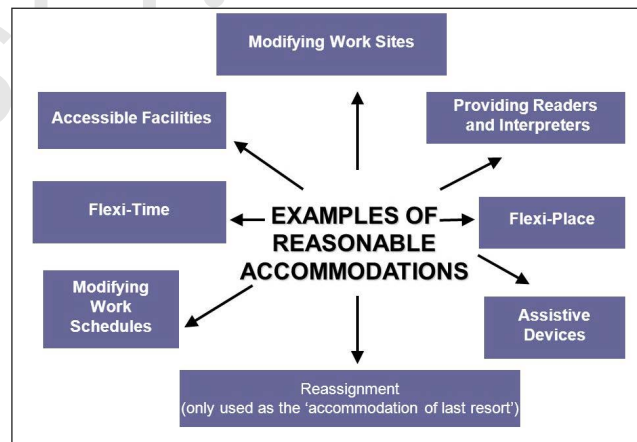 Modifying Work Sites
Accessible Facilities
Providing Readers
and Interpreters
Flexi-Time
EXAMPLES OF
REASONABLE
ACCOMMODATIONS
Flexi-Place
Modifying
Work
Schedules
Assistive
Devices
Reassignment
(only used as the ‘accommodation of last resort’)